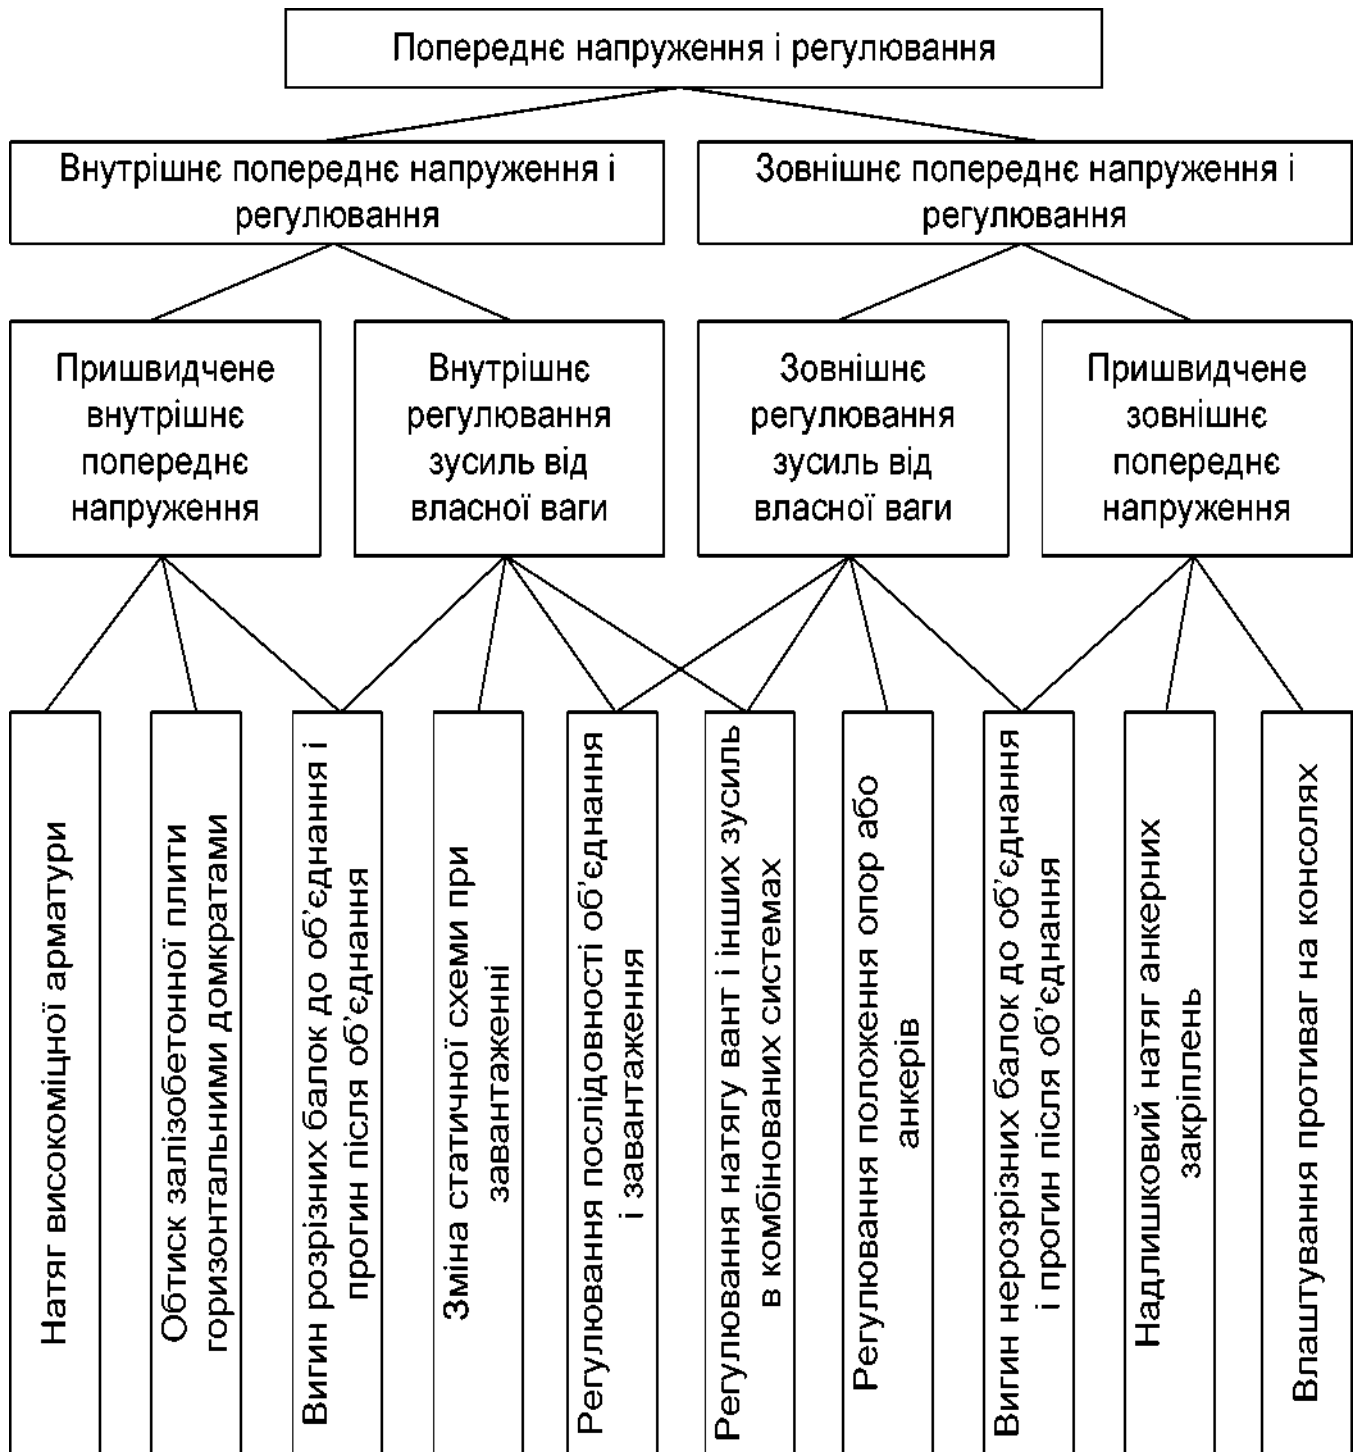 Попереднє напруження і регулювання
Внутрішнє попереднє напруження і
регулювання
Зовнішнє попереднє напруження і
регулювання
Пришвидчене
внутрішнє
попереднє
напруження
Внутрішнє
регулювання
зусиль від
власної ваги
Зовнішнє
регулювання
зусиль від
власної ваги
Пришвидчене
зовнішнє
попереднє
напруження
Натяг високоміцної арматури
Обтиск залізобетонної плити
горизонтальними домкратами
Вигин розрізних балок до об’єднання і
прогин після об’єднання
Зміна статичної схеми при
завантаженні
Регулювання послідовності об’єднання
і завантаження
Регулювання натягу вант і інших зусиль
в комбінованих системах
Регулювання положення опор або
анкерів
Вигин нерозрізних балок до об’єднання
і прогин після об’єднання
Надлишковий натяг анкерних
закріплень
Влаштування противаг на консолях